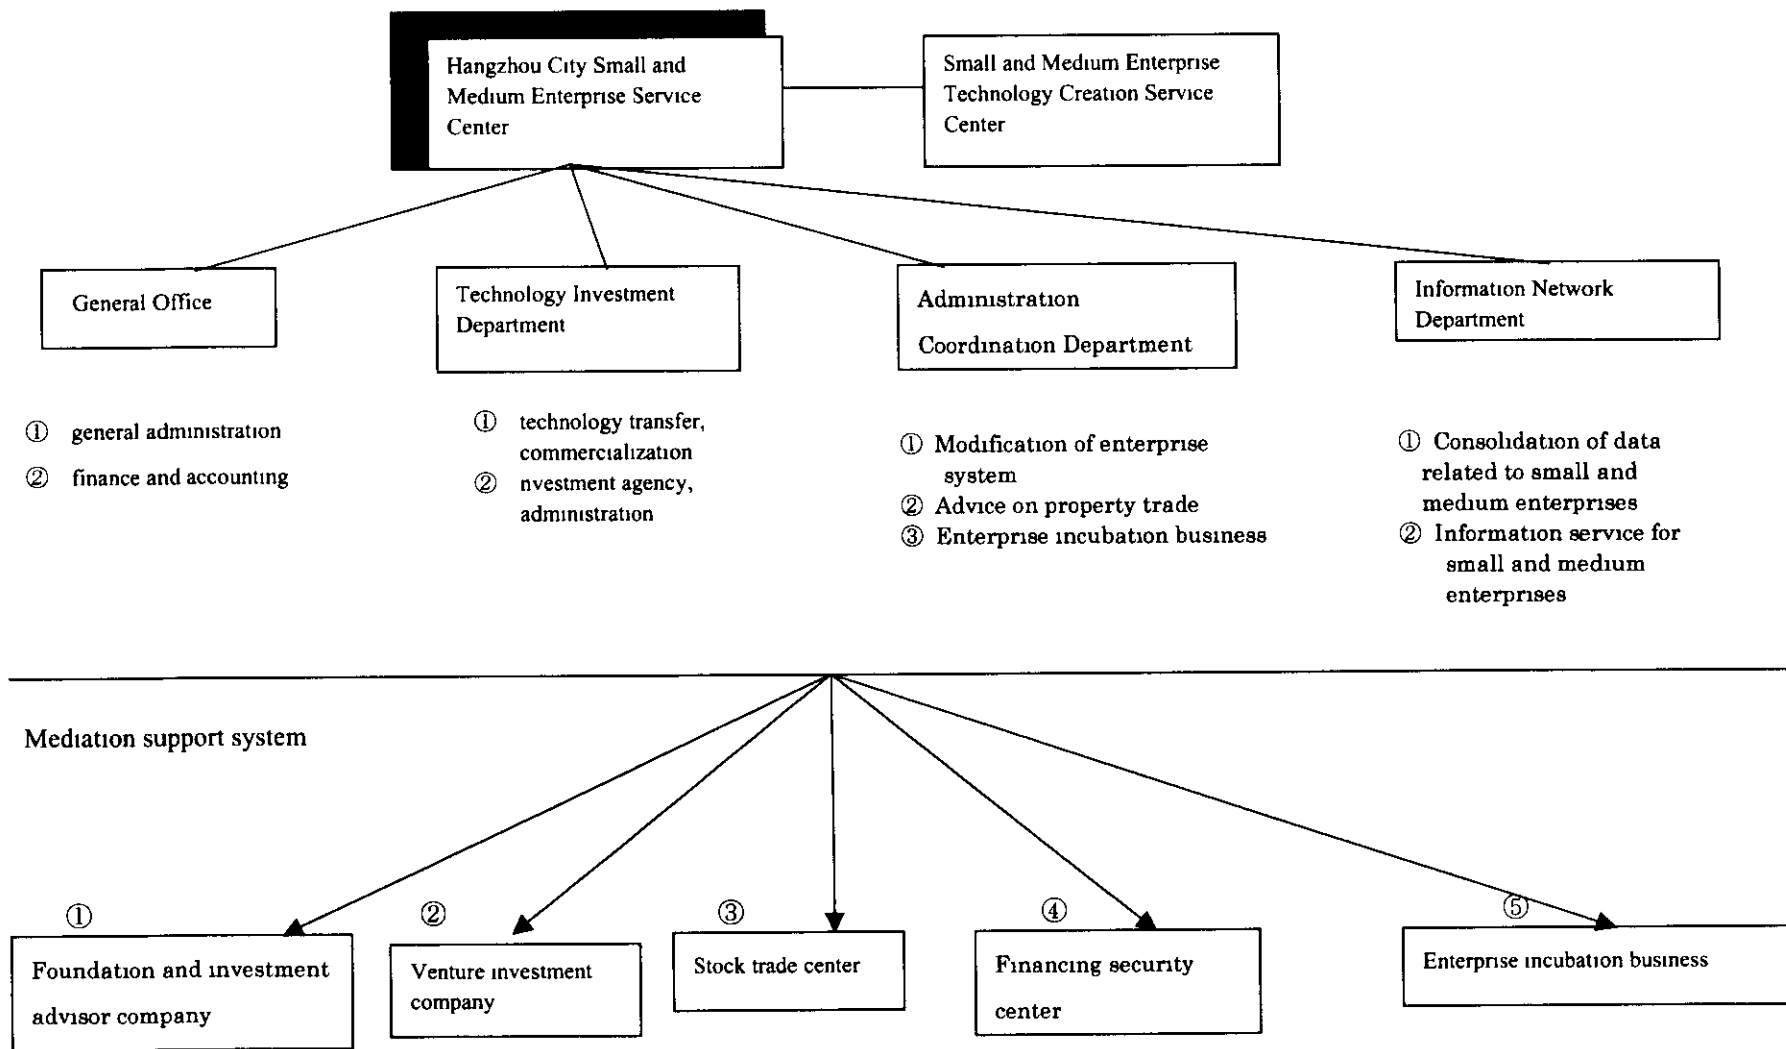 Hangzhou City Small and
Medium Enterprise Service
Center
Small and Medium Enterprise
Technology Creation Service
Center
General Office
Technology Investment
Department
Administration
Coordination Department
Information Network
Department
① general administration
② finance and accounting
① technology transfer,
commercialization
② nvestment agency,
administration
① Modification of enterprise
system
② Advice on property trade
③ Enterprise incubation business
① Consolidation of data
related to small and
medium enterprises
② Information service for
small and medium
enterprises
Mediation support system
①
Foundation and investment
advisor company
②
Venture investment
company
③
Stock trade center
④
Financing security
center
⑤
Enterprise incubation business